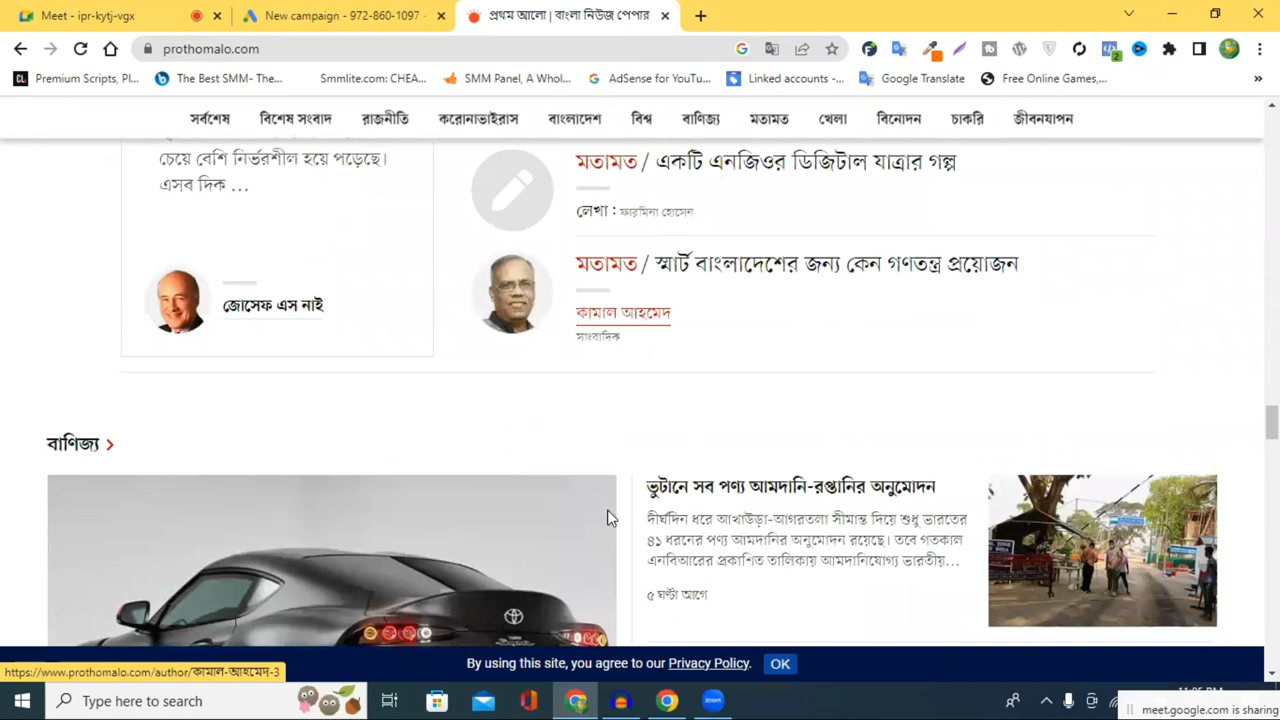 Meet - ipr-kytj-vgx
New campaign - 972-860-1097 -
প্রথম আলো | বাংলা নিউজ পেপার
prothomalo.com
Premium Scripts, Pl...
The Best SMM- The...
Smmlite.com: CHEA...
SMM Panel, A Whol...
AdSense for YouTu...
Linked accounts -...
Google Translate
Free Online Games,...
সর্বশেষ
বিশেষ সংবাদ
রাজনীতি
করোনাভাইরাস
বাংলাদেশ
বিশ্ব
বাণিজ্য
মতামত
খেলা
বিনোদন
চাকরি
জীবনযাপন
চেয়ে বেশি নির্ভরশীল হয়ে পড়েছে।
এসব দিক ...
জোসেফ এস নাই
মতামত / একটি এনজিওর ডিজিটাল যাত্রার গল্প
লেখা : ফারমিনা হোসেন
মতামত / স্মার্ট বাংলাদেশের জন্য কেন গণতন্ত্র প্রয়োজন
কামাল আহমেদ
সাংবাদিক
বাণিজ্য
ভুটানে সব পণ্য আমদানি-রপ্তানির অনুমোদন
দীর্ঘদিন ধরে আখাউড়া-আগরতলা সীমান্ত দিয়ে শুধু ভারতের
৪১ ধরনের পণ্য আমদানির অনুমোদন রয়েছে। তবে গতকাল
এনবিআরের প্রকাশিত তালিকায় আমদানিযোগ্য ভারতীয়...
৫ ঘণ্টা আগে
By using this site, you agree to our Privacy Policy.
OK
https://www.prothomalo.com/author/কামাল-আহমেদ-3
Type here to search
zoom
meet.google.com is sharing